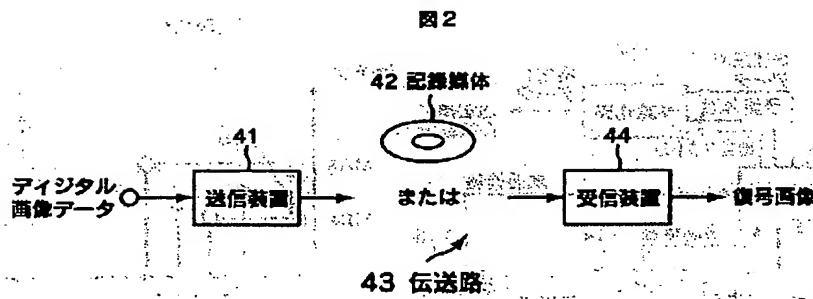 図2
42 記録媒体
41
44
ディジタル
画像データ
送信装置
または
受信装置
復号画像
43 伝送路